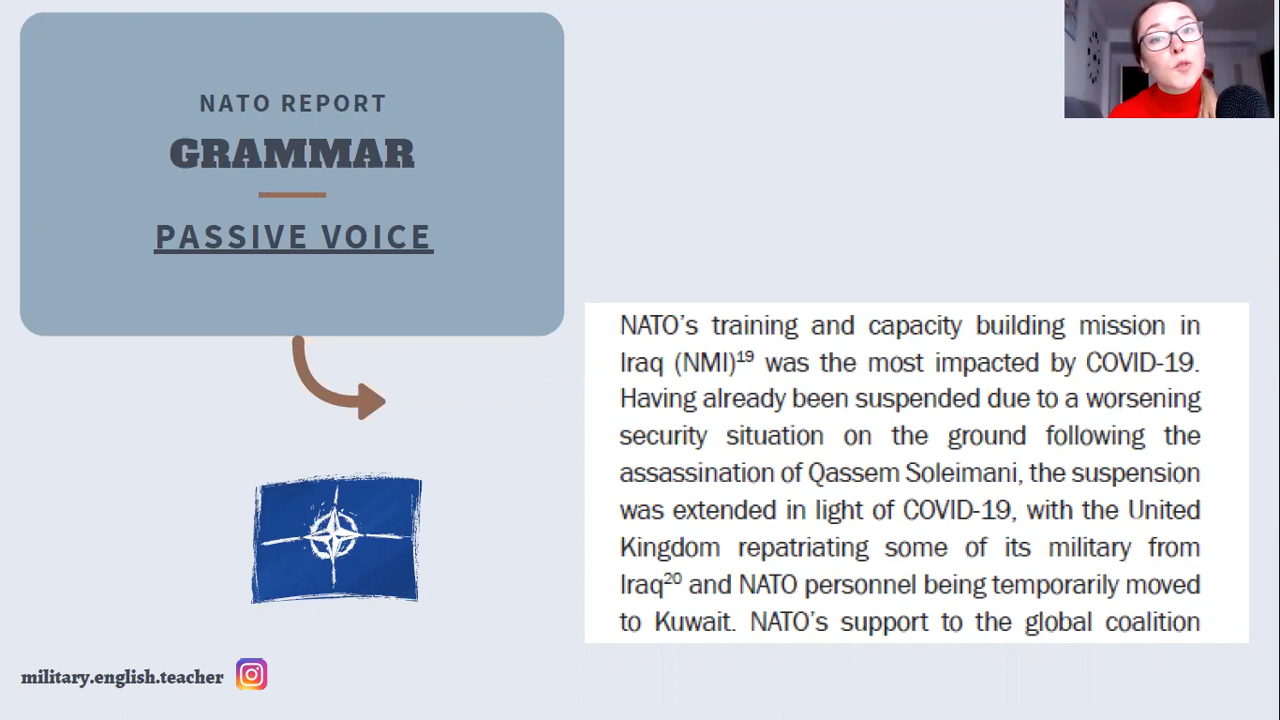 NATO REPORT
GRAMMAR
PASSIVE VOICE
NATO’s training and capacity building mission in
Iraq (NMI)19 was the most impacted by COVID-19.
Having already been suspended due to a worsening
security situation on the ground following the
assassination of Qassem Soleimani, the suspension
was extended in light of COVID-19, with the United
Kingdom repatriating some of its military from
Iraq20 and NATO personnel being temporarily moved
to Kuwait. NATO’s support to the global coalition
military.english.teacher